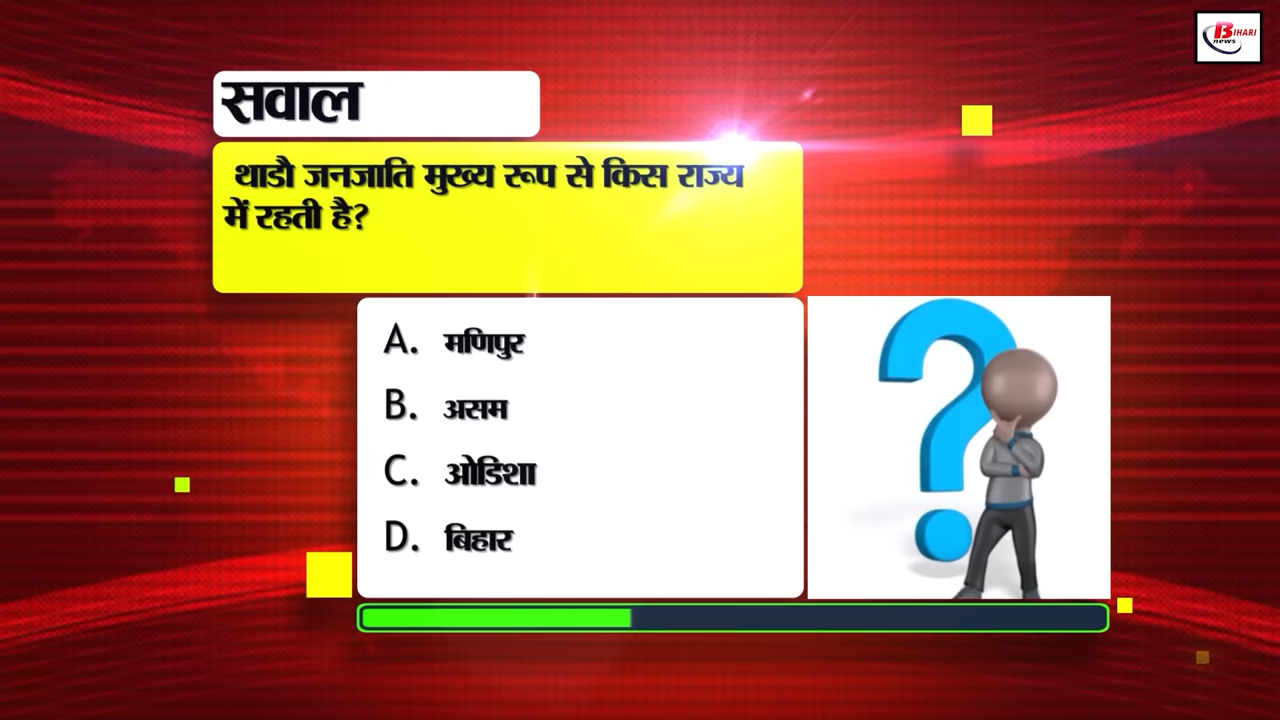 BIHARI
news
सवाल
थाडौ जनजाति मुख्य रूप से किस राज्य
में रहती है?
A. मणिपुर
B. असम
C. ओडिशा
D. बिहार